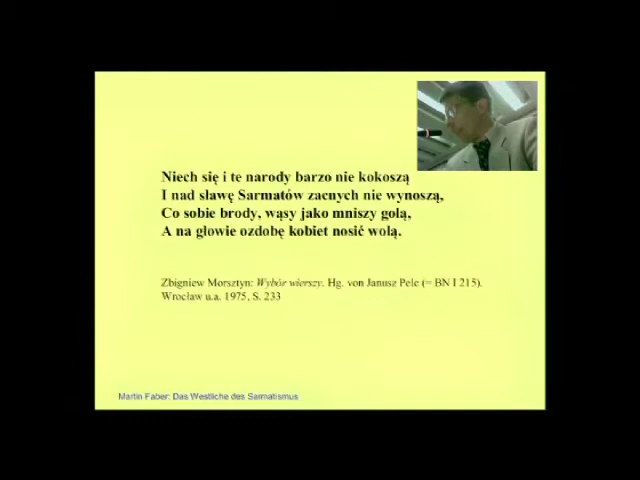 Niech się i te narody barzo nie kokoszą
I nad sławę Sarmatów zacnych nie wynoszą,
Co sobie brody, wąsy jako mniszy golą,
A na głowie ozdobę kobiet nosić wolą.
Zbigniew Morsztyn: Wybór wierszy. Hg. von Janusz Pelc (= BN I 215).
Wrocław u.a. 1975, S. 233
Martin Faber: Das Westliche des Sarmatismus